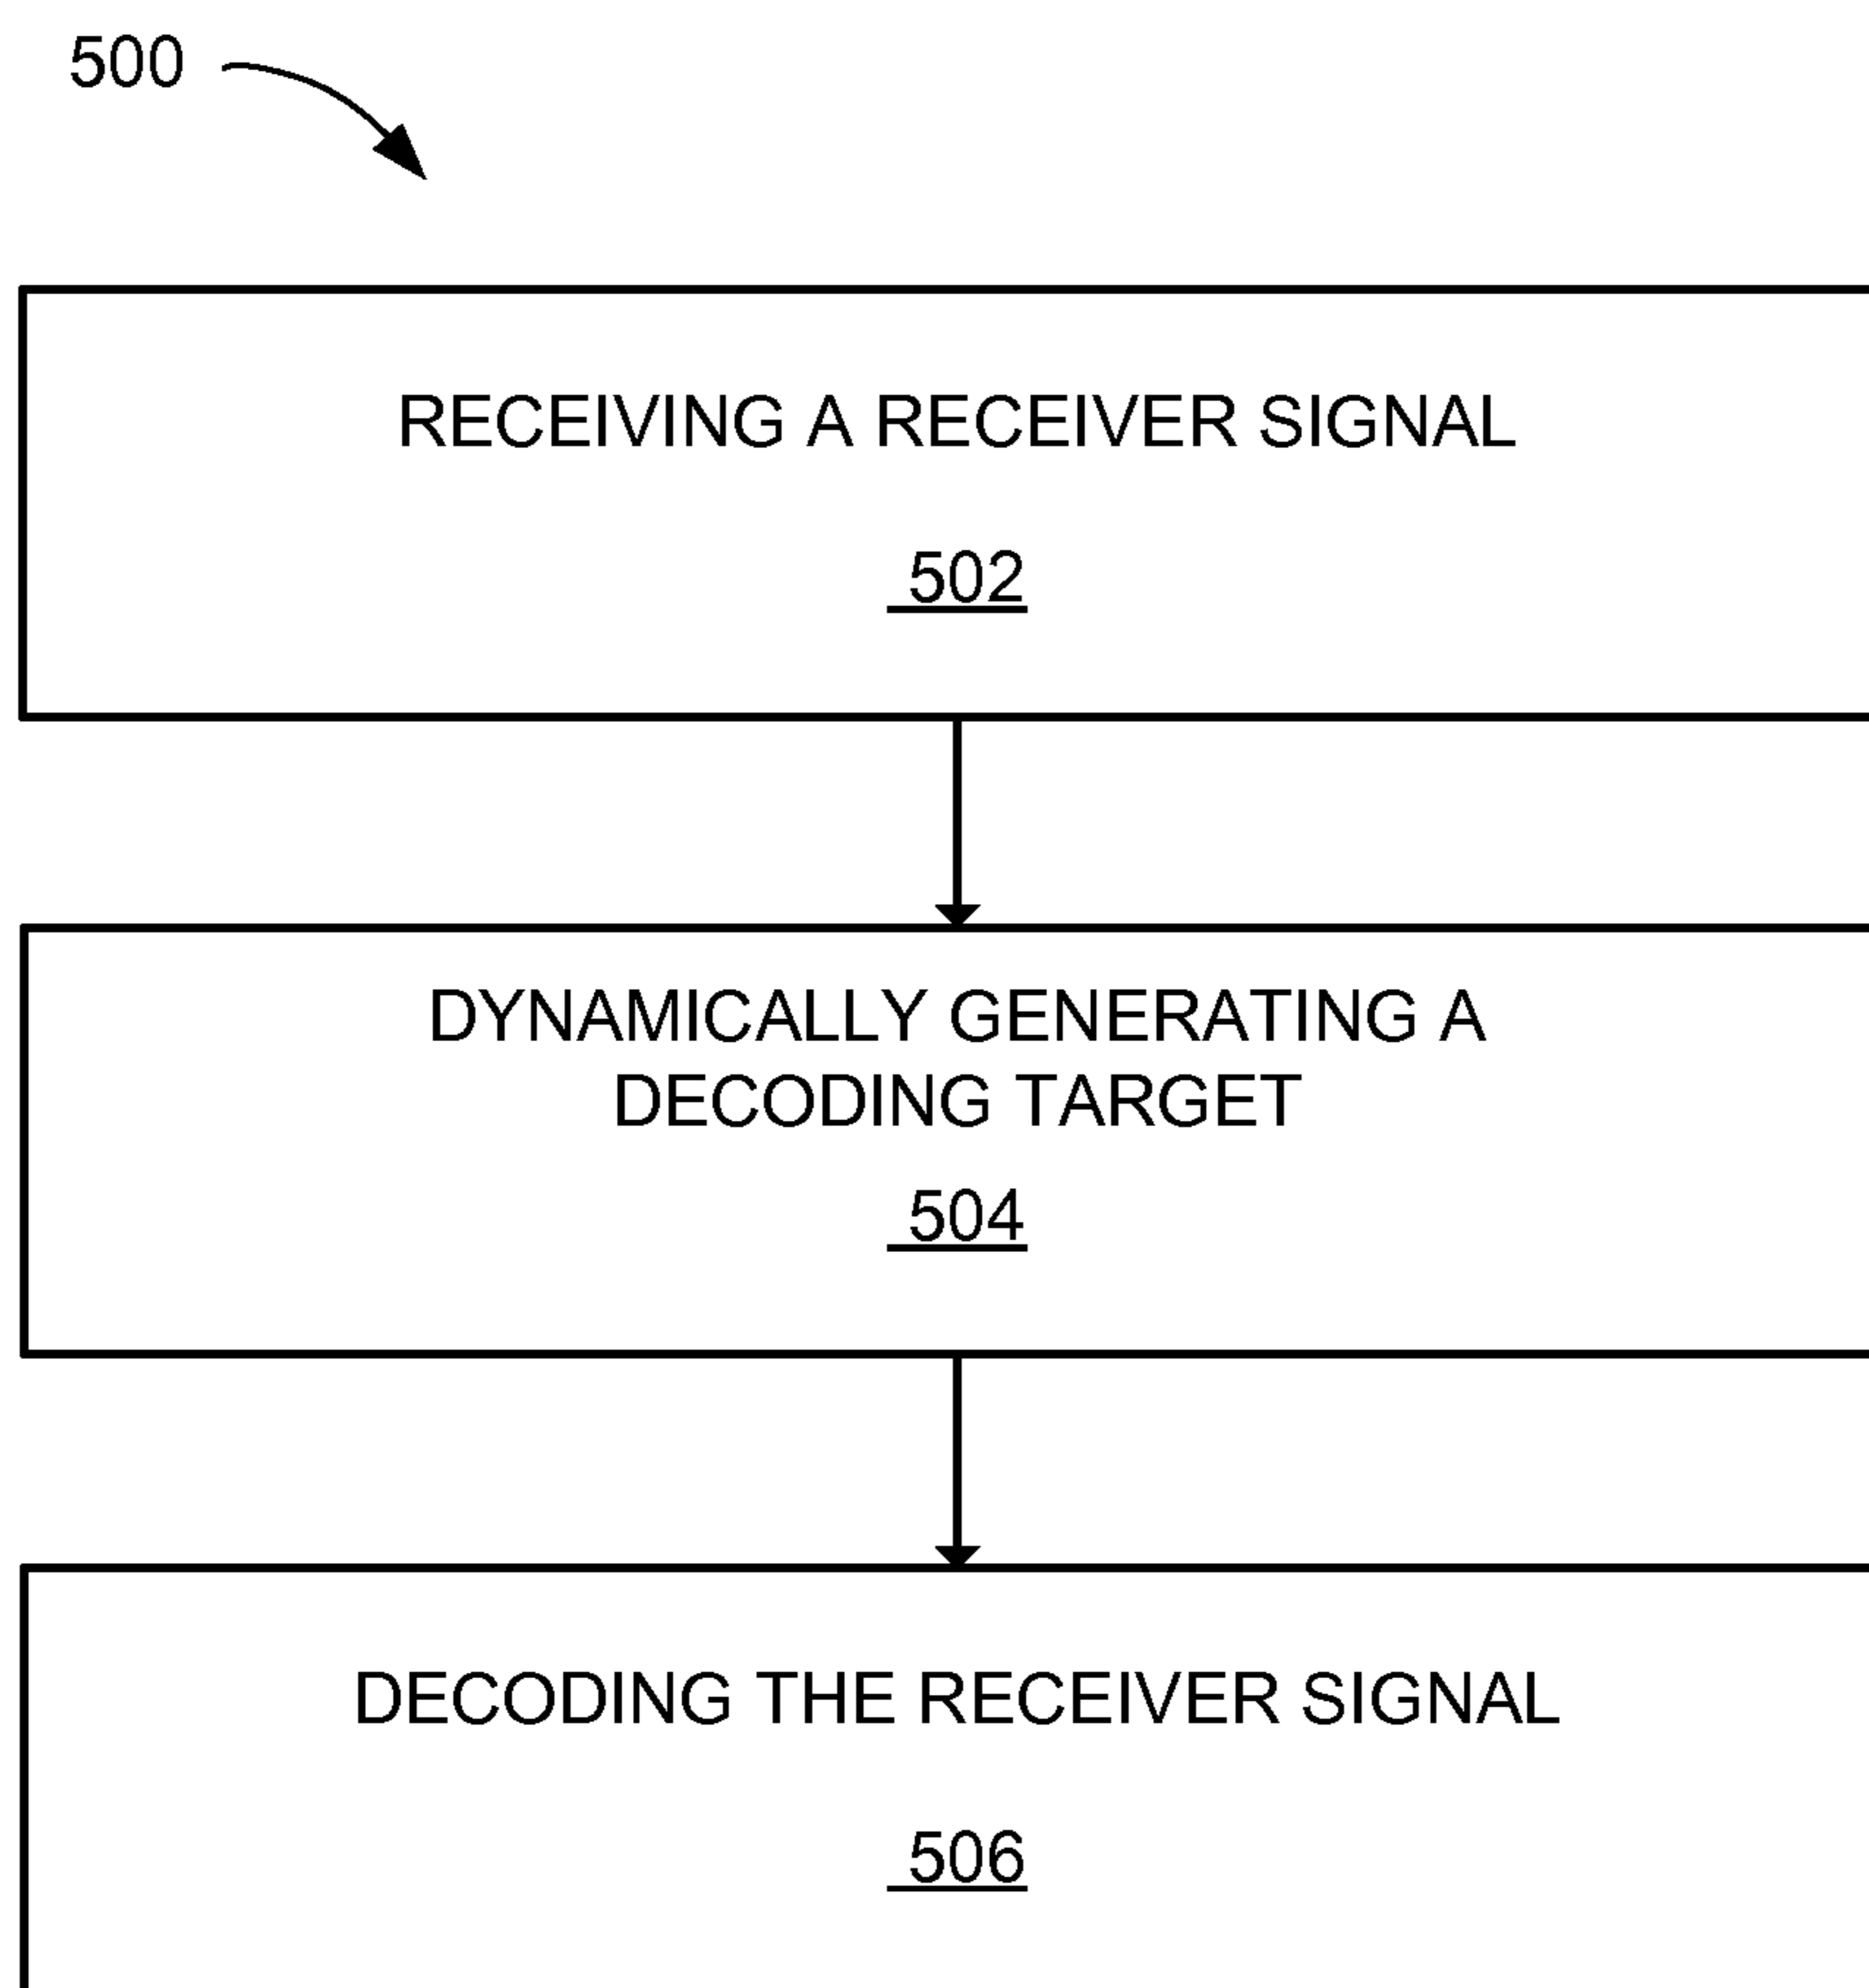 500
RECEIVING A RECEIVER SIGNAL
502
DYNAMICALLY GENERATING A
DECODING TARGET
504
DECODING THE RECEIVER SIGNAL
506